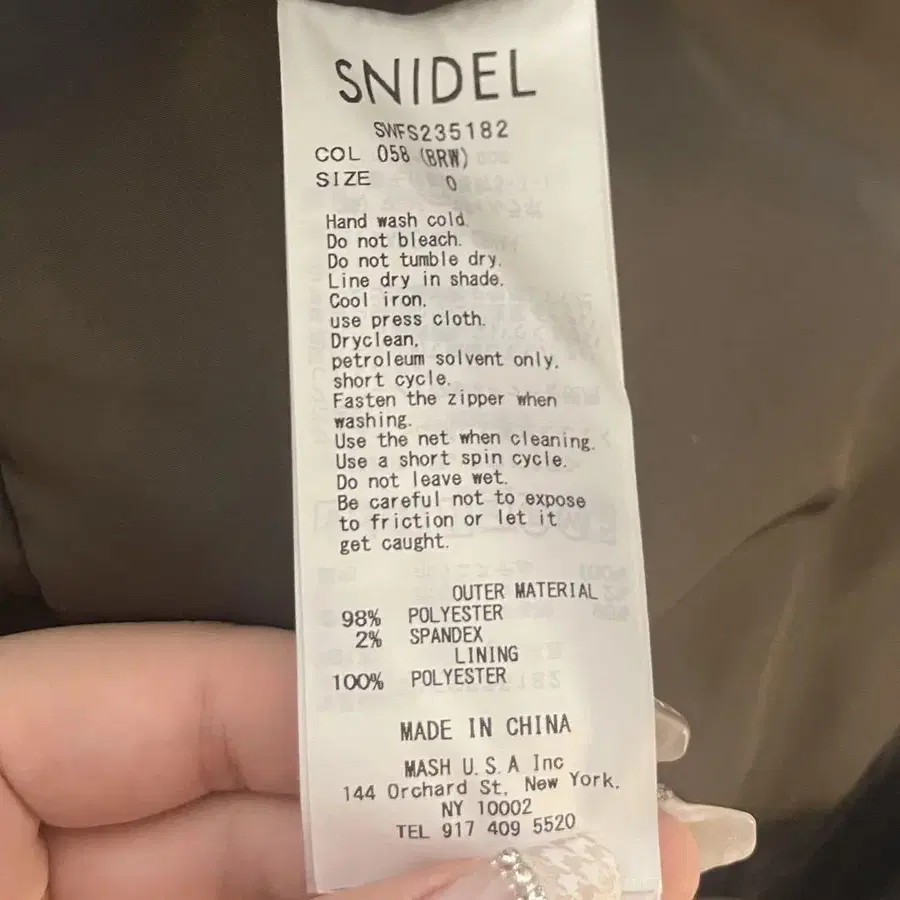 SNIDEL
SWFS235182
COL 058 (BRW)
SIZE 0
Hand wash cold.
Do not bleach.
Do not tumble dry.
Line dry in shade.
Cool iron,
use press cloth.
Dryclean,
petroleum solvent only,
short cycle.
Fasten the zipper when
washing.
Use the net when cleaning.
Use a short spin cycle.
Do not leave wet.
Be careful not to expose
to friction or let it
get caught.
OUTER MATERIAL
98% POLYESTER
2% SPANDEX
LINING
100% POLYESTER
MADE IN CHINA
MASH U.S.A Inc
144 Orchard St, New York,
NY 10002
TEL 917 409 5520